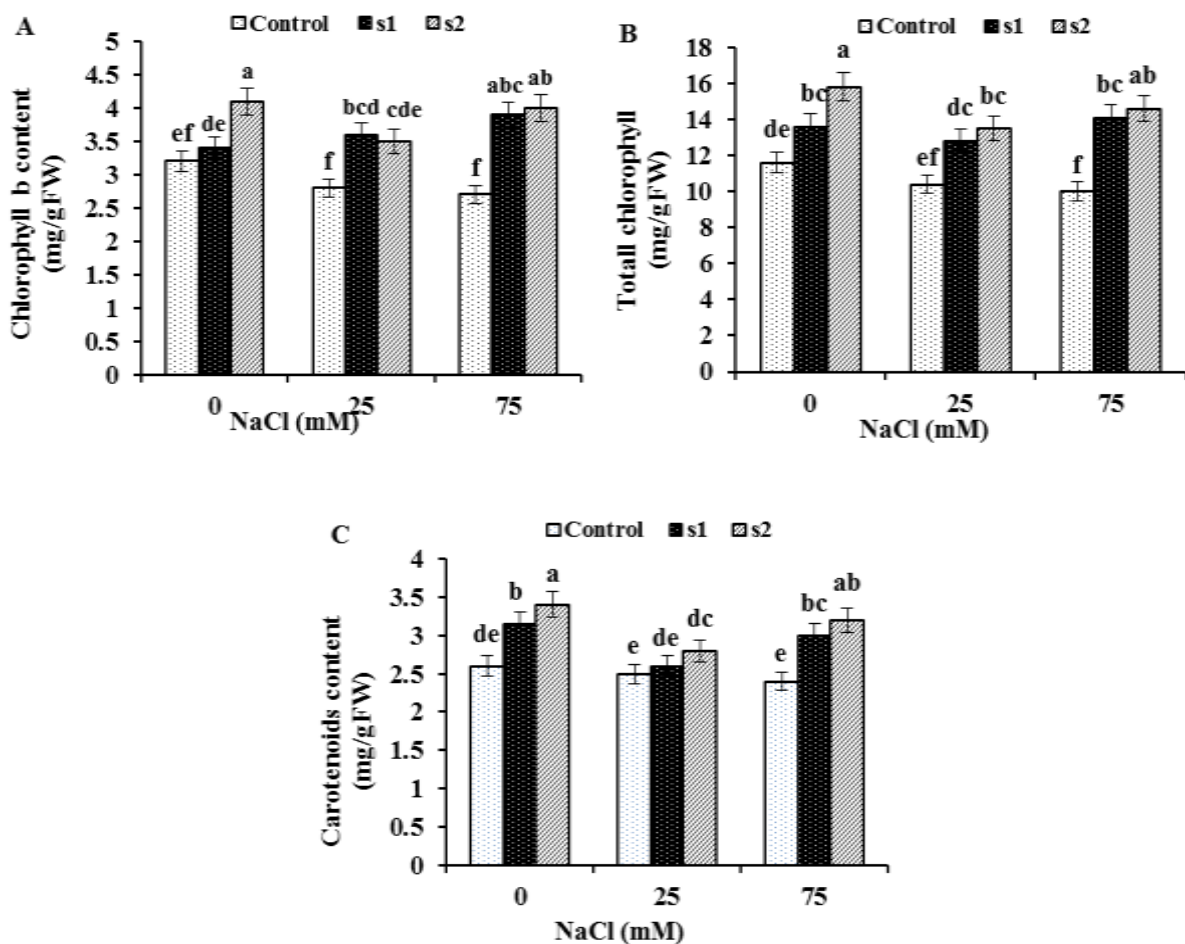 A
Control s1 s2
Chlorophyll b content
(mg/gFW)
5
4.5
4
3.5
3
2.5
2
1.5
1
0.5
0
ef de a
f bcd cde
f abc ab
0 25 75
NaCl (mM)
B
Control s1 s2
Totall chlorophyll
(mg/gFW)
18
16
14
12
10
8
6
4
2
0
de bc a
ef dc bc
f bc ab
0 25 75
NaCl (mM)
C
Control s1 s2
Carotenoids content
(mg/gFW)
4
3.5
3
2.5
2
1.5
1
0.5
0
de b a
e de dc
e bc ab
0 25 75
NaCl (mM)